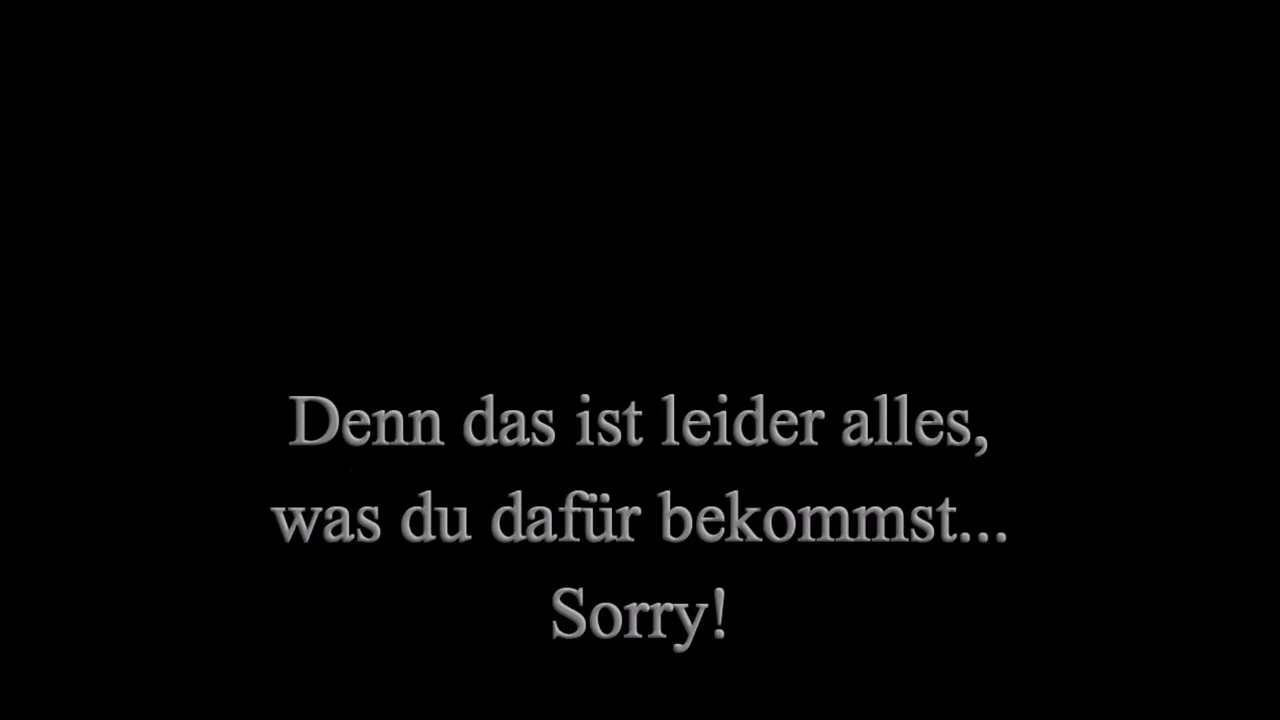 Denn das ist leider alles,
was du dafür bekommst...
Sorry!